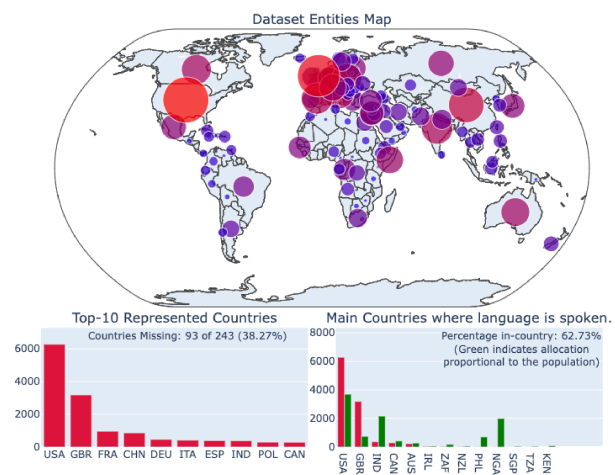 Dataset Entities Map
Top-10 Represented Countries
Countries Missing: 93 of 243 (38.27%)
6000
4000
2000
0
USA GBR FRA CHN DEU ITA ESP IND POL CAN
Main Countries where language is spoken.
8000
Percentage in-country: 62.73%
(Green indicates allocation
proportional to the population)
6000
4000
2000
0
USA GBR IND CAN AUS IRL ZAF NZL PHL NGA SGP TZA KEN